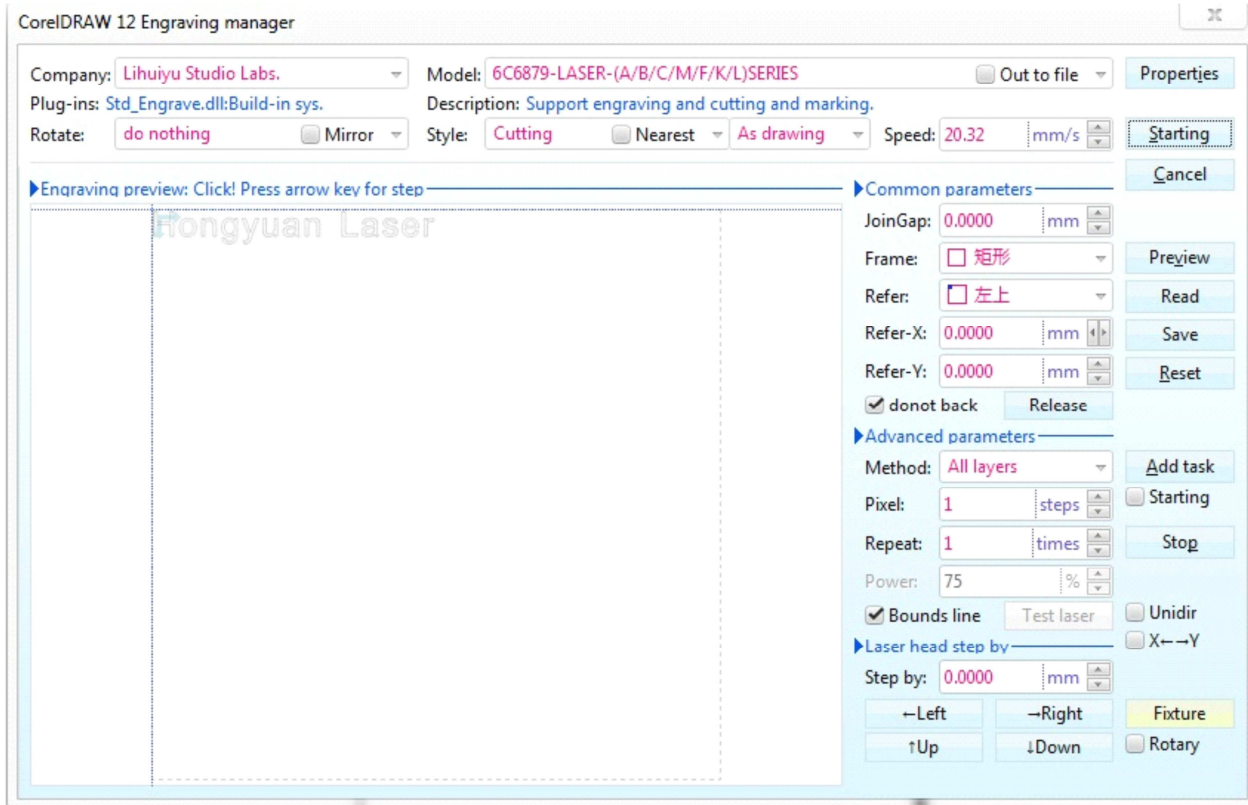 CorelDRAW 12 Engraving manager
Company: Lihuiyu Studio Labs. Model: 6C6879-LASER-(A/B/C/M/F/K/L)SERIES Out to file Properties
Plug-ins: Std_Engrave.dll:Build-in sys. Description: Support engraving and cutting and marking.
Rotate: do nothing Mirror Style: Cutting Nearest As drawing Speed: 20.32 mm/s Starting
Cancel
Engraving preview: Click! Press arrow key for step
Hongyuan Laser
Common parameters
JoinGap: 0.0000 mm
Frame: 矩形 Preview
Refer: 左上 Read
Refer-X: 0.0000 mm Save
Refer-Y: 0.0000 mm Reset
donot back Release
Advanced parameters
Method: All layers Add task
Pixel: 1 steps Starting
Repeat: 1 times Stop
Power: 75 %
Bounds line Test laser Unidir
X←→Y
Laser head step by
Step by: 0.0000 mm
←Left →Right Fixture
↑Up ↓Down Rotary